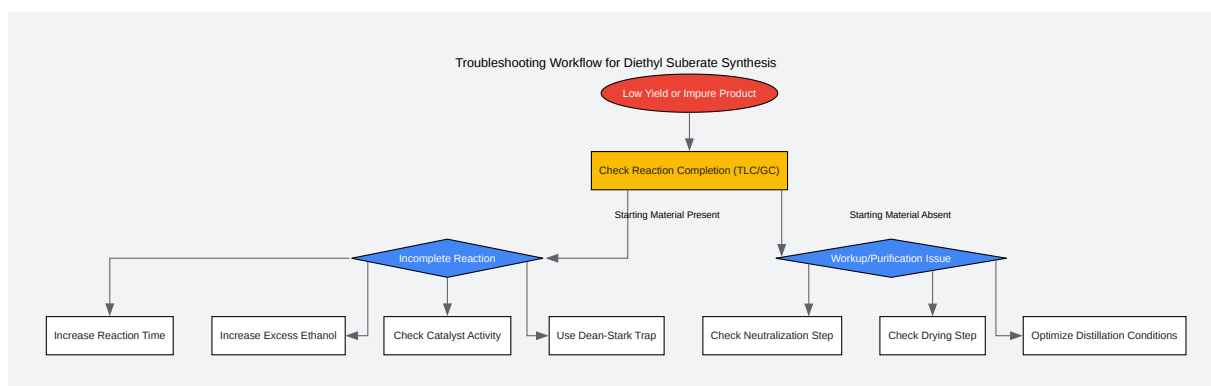 Troubleshooting Workflow for Diethyl Suberate Synthesis
Low Yield or Impure Product
Check Reaction Completion (TLC/GC)
Starting Material Present
Starting Material Absent
Incomplete Reaction
Workup/Purification Issue
Increase Reaction Time
Increase Excess Ethanol
Check Catalyst Activity
Use Dean-Stark Trap
Check Neutralization Step
Check Drying Step
Optimize Distillation Conditions